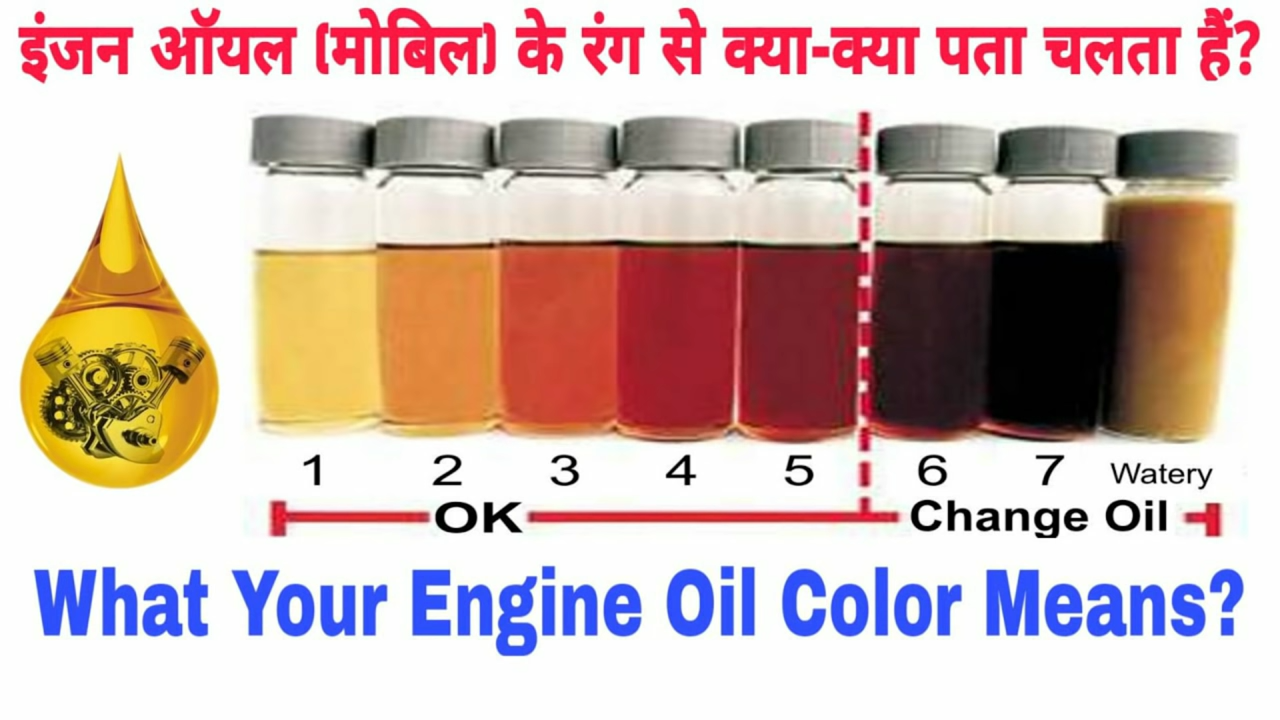 इंजन ऑयल (मोबिल) के रंग से क्या-क्या पता चलता हैं?
1 2 3 4 5 6 7 Watery
OK Change Oil
What Your Engine Oil Color Means?